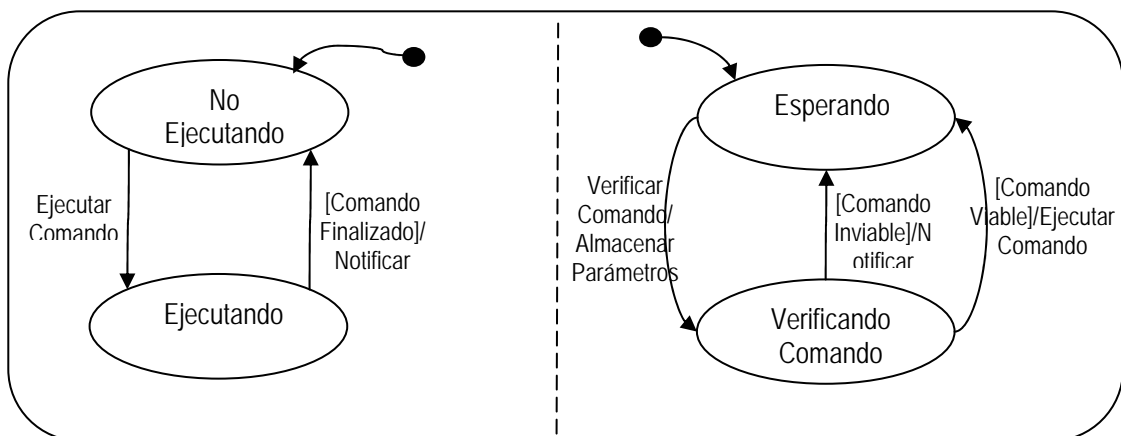 No
Ejecutando
Ejecutar
Comando
[Comando
Finalizado]/
Notificar
Ejecutando
Esperando
Verificar
Comando/
Almacenar
Parámetros
[Comando
Inviable]/N
otificar
[Comando
Viable]/Ejecutar
Comando
Verificando
Comando